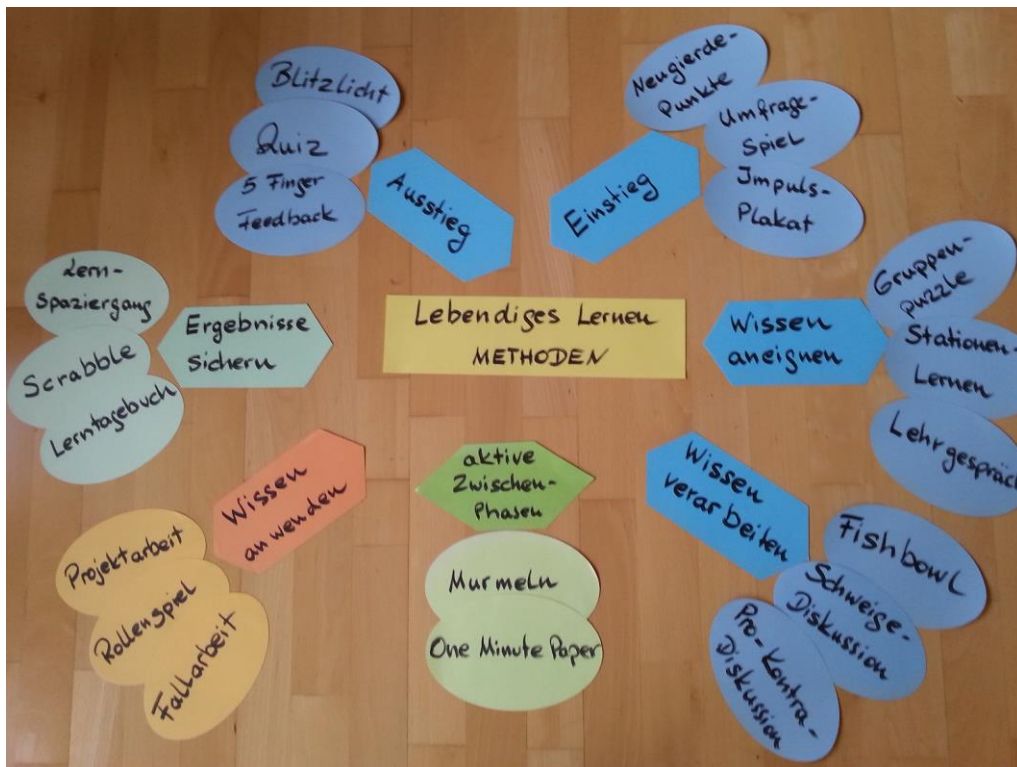 Lebendiges Lernen
METHODEN
Einstieg
Neugierde-
Punkte
Umfrage-
Spiel
Impuls-
Plakat
Wissen
aneignen
Gruppen-
puzzle
Stationen-
Lernen
Lehrgespräch
Wissen
verarbeiten
Fishbowl
Schweige-
Diskussion
Pro-Kontra-
Diskussion
aktive
Zwischen-
Phasen
Murmeln
One Minute Paper
Wissen
anwenden
Projektarbeit
Rollenspiel
Fallarbeit
Ergebnisse
Sichern
Lern-
Spaziergang
Scrabble
Lerntagebuch
Ausstieg
Blitzlicht
Quiz
5 Finger
Feedback